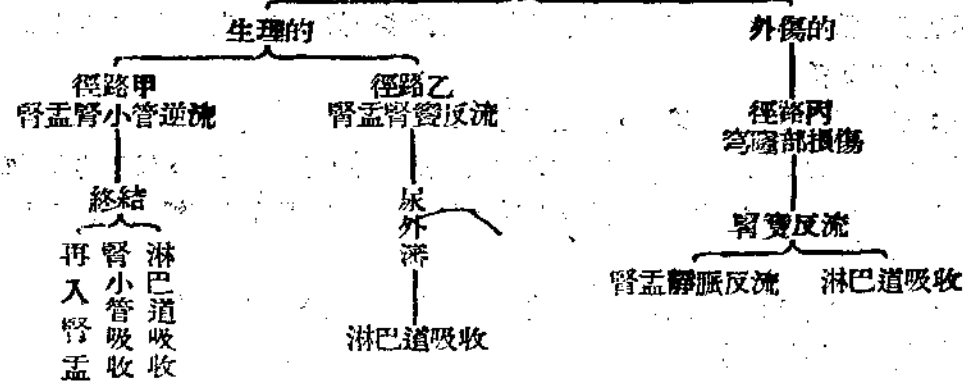 生理的
外傷的
徑路甲
腎盂腎小管逆流
徑路乙
腎盂腎竇反流
徑路丙
穹窿部損傷
終結
再入腎盂
腎小管吸收
淋巴道吸收
尿外滲
淋巴道吸收
腎竇反流
腎盂靜脈反流
淋巴道吸收